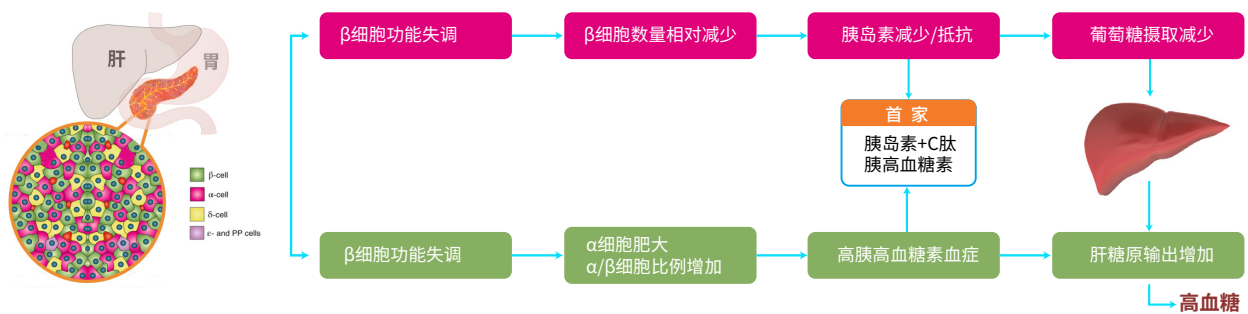 肝
胃
β-cell
α-cell
δ-cell
ε- and PP cells
β细胞功能失调
β细胞数量相对减少
胰岛素减少/抵抗
葡萄糖摄取减少
首 家
胰岛素+C肽
胰高血糖素
β细胞功能失调
α细胞肥大
α/β细胞比例增加
高胰高血糖素血症
肝糖原输出增加
高血糖